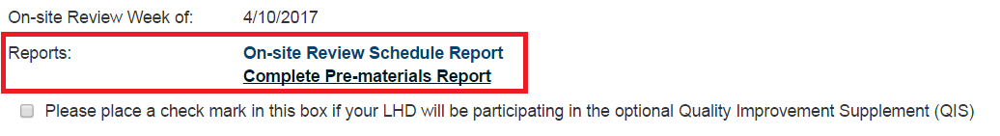 On-site Review Week of: 4/10/2017
Reports: On-site Review Schedule Report
Complete Pre-materials Report
Please place a check mark in this box if your LHD will be participating in the optional Quality Improvement Supplement (QIS)